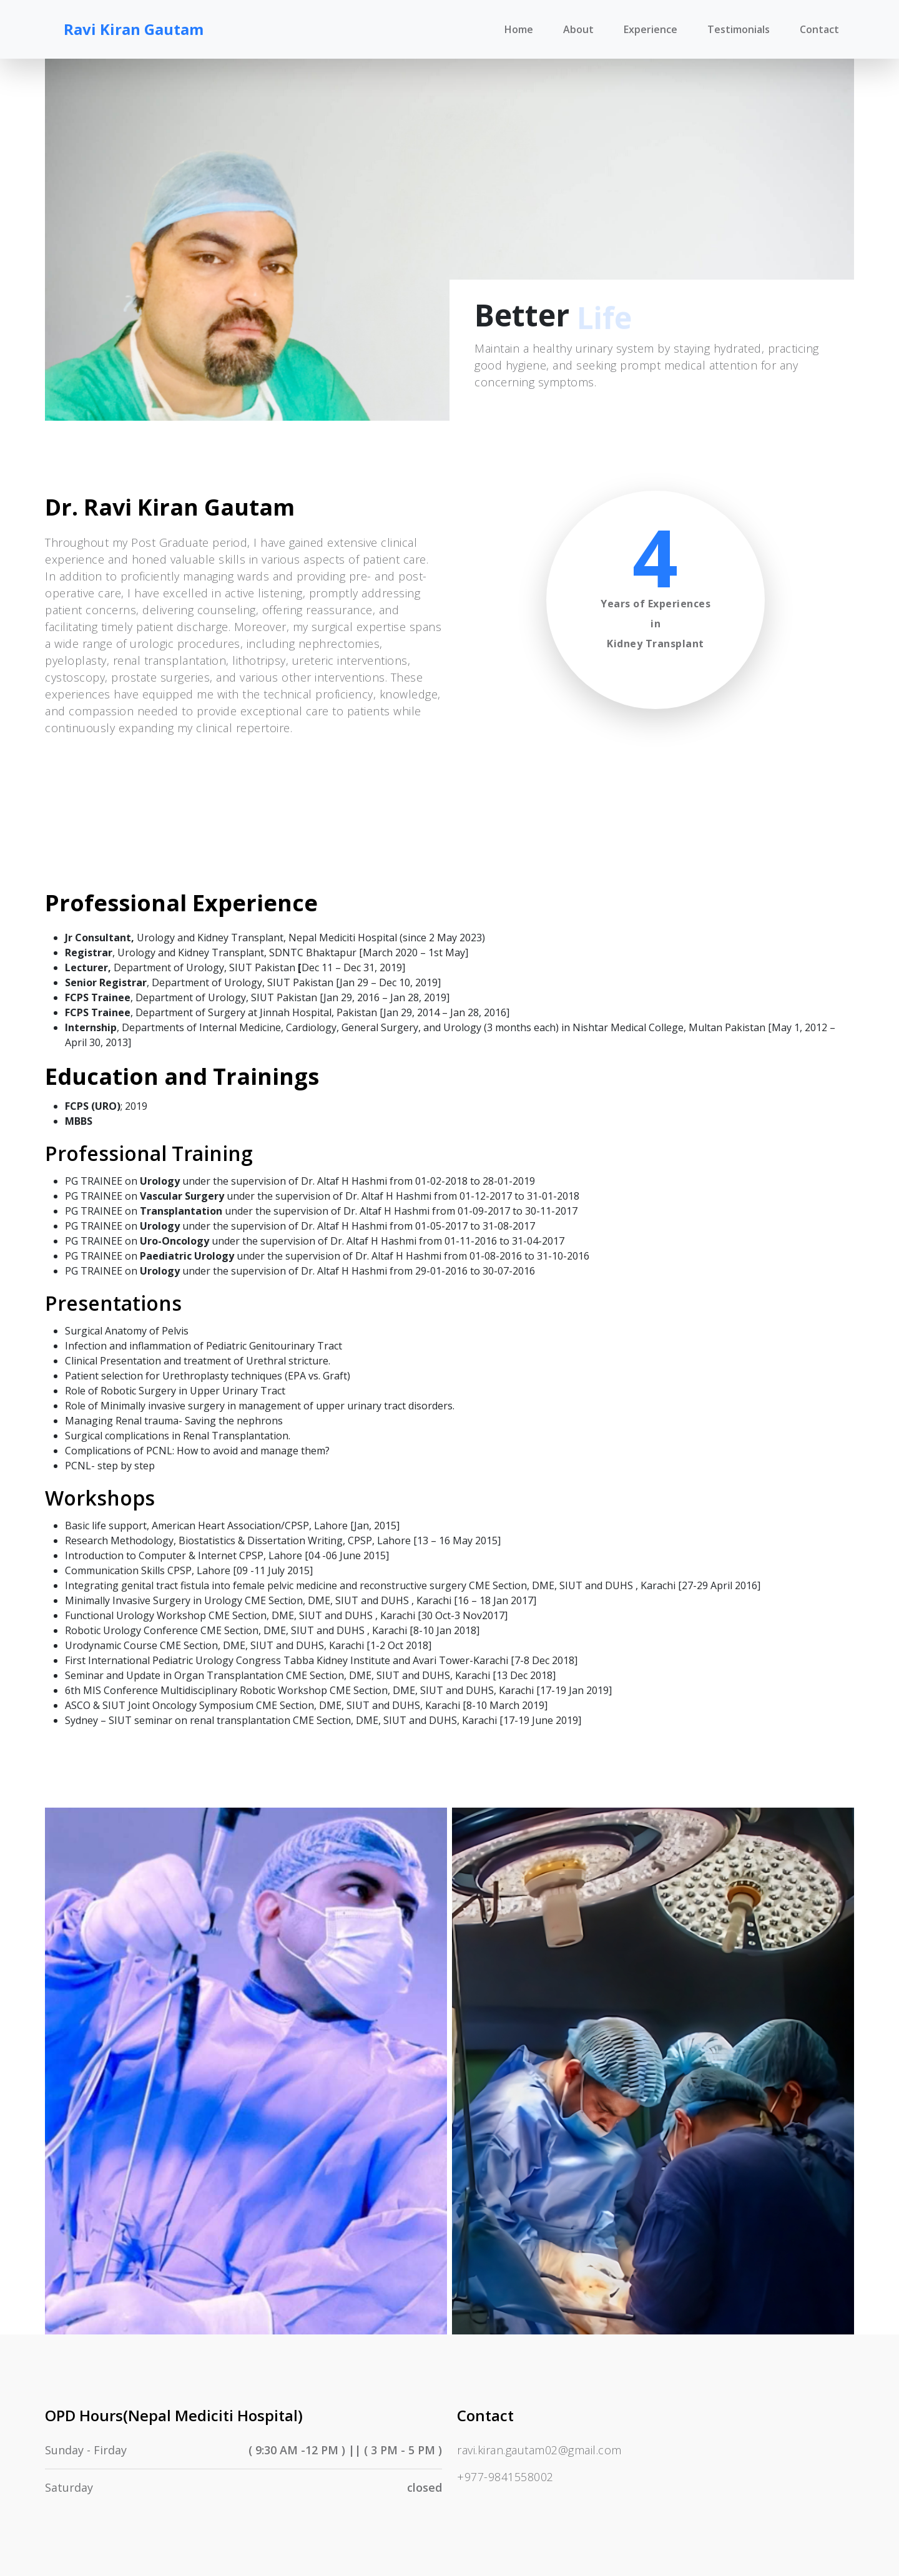 Ravi Kiran Gautam
Home
About
Experience
Testimonials
Contact
Better Life
Maintain a healthy urinary system by staying hydrated, practicing
good hygiene, and seeking prompt medical attention for any
concerning symptoms.
Dr. Ravi Kiran Gautam
Throughout my Post Graduate period, I have gained extensive clinical
experience and honed valuable skills in various aspects of patient care.
In addition to proficiently managing wards and providing pre- and post-
operative care, I have excelled in active listening, promptly addressing
patient concerns, delivering counseling, offering reassurance, and
facilitating timely patient discharge. Moreover, my surgical expertise spans
a wide range of urologic procedures, including nephrectomies,
pyeloplasty, renal transplantation, lithotripsy, ureteric interventions,
cystoscopy, prostate surgeries, and various other interventions. These
experiences have equipped me with the technical proficiency, knowledge,
and compassion needed to provide exceptional care to patients while
continuously expanding my clinical repertoire.
4
Years of Experiences
in
Kidney Transplant
Professional Experience
Jr Consultant, Urology and Kidney Transplant, Nepal Mediciti Hospital (since 2 May 2023)
Registrar, Urology and Kidney Transplant, SDNTC Bhaktapur [March 2020 – 1st May]
Lecturer, Department of Urology, SIUT Pakistan [Dec 11 – Dec 31, 2019]
Senior Registrar, Department of Urology, SIUT Pakistan [Jan 29 – Dec 10, 2019]
FCPS Trainee, Department of Urology, SIUT Pakistan [Jan 29, 2016 – Jan 28, 2019]
FCPS Trainee, Department of Surgery at Jinnah Hospital, Pakistan [Jan 29, 2014 – Jan 28, 2016]
Internship, Departments of Internal Medicine, Cardiology, General Surgery, and Urology (3 months each) in Nishtar Medical College, Multan Pakistan [May 1, 2012 –
April 30, 2013]
Education and Trainings
FCPS (URO); 2019
MBBS
Professional Training
PG TRAINEE on Urology under the supervision of Dr. Altaf H Hashmi from 01-02-2018 to 28-01-2019
PG TRAINEE on Vascular Surgery under the supervision of Dr. Altaf H Hashmi from 01-12-2017 to 31-01-2018
PG TRAINEE on Transplantation under the supervision of Dr. Altaf H Hashmi from 01-09-2017 to 30-11-2017
PG TRAINEE on Urology under the supervision of Dr. Altaf H Hashmi from 01-05-2017 to 31-08-2017
PG TRAINEE on Uro-Oncology under the supervision of Dr. Altaf H Hashmi from 01-11-2016 to 31-04-2017
PG TRAINEE on Paediatric Urology under the supervision of Dr. Altaf H Hashmi from 01-08-2016 to 31-10-2016
PG TRAINEE on Urology under the supervision of Dr. Altaf H Hashmi from 29-01-2016 to 30-07-2016
Presentations
Surgical Anatomy of Pelvis
Infection and inflammation of Pediatric Genitourinary Tract
Clinical Presentation and treatment of Urethral stricture.
Patient selection for Urethroplasty techniques (EPA vs. Graft)
Role of Robotic Surgery in Upper Urinary Tract
Role of Minimally invasive surgery in management of upper urinary tract disorders.
Managing Renal trauma- Saving the nephrons
Surgical complications in Renal Transplantation.
Complications of PCNL: How to avoid and manage them?
PCNL- step by step
Workshops
Basic life support, American Heart Association/CPSP, Lahore [Jan, 2015]
Research Methodology, Biostatistics & Dissertation Writing, CPSP, Lahore [13 – 16 May 2015]
Introduction to Computer & Internet CPSP, Lahore [04 -06 June 2015]
Communication Skills CPSP, Lahore [09 -11 July 2015]
Integrating genital tract fistula into female pelvic medicine and reconstructive surgery CME Section, DME, SIUT and DUHS , Karachi [27-29 April 2016]
Minimally Invasive Surgery in Urology CME Section, DME, SIUT and DUHS , Karachi [16 – 18 Jan 2017]
Functional Urology Workshop CME Section, DME, SIUT and DUHS , Karachi [30 Oct-3 Nov2017]
Robotic Urology Conference CME Section, DME, SIUT and DUHS , Karachi [8-10 Jan 2018]
Urodynamic Course CME Section, DME, SIUT and DUHS, Karachi [1-2 Oct 2018]
First International Pediatric Urology Congress Tabba Kidney Institute and Avari Tower-Karachi [7-8 Dec 2018]
Seminar and Update in Organ Transplantation CME Section, DME, SIUT and DUHS, Karachi [13 Dec 2018]
6th MIS Conference Multidisciplinary Robotic Workshop CME Section, DME, SIUT and DUHS, Karachi [17-19 Jan 2019]
ASCO & SIUT Joint Oncology Symposium CME Section, DME, SIUT and DUHS, Karachi [8-10 March 2019]
Sydney – SIUT seminar on renal transplantation CME Section, DME, SIUT and DUHS, Karachi [17-19 June 2019]
OPD Hours(Nepal Mediciti Hospital)
Sunday - Firday ( 9:30 AM -12 PM ) || ( 3 PM - 5 PM )
Saturday closed
Contact
ravi.kiran.gautam02@gmail.com
+977-9841558002